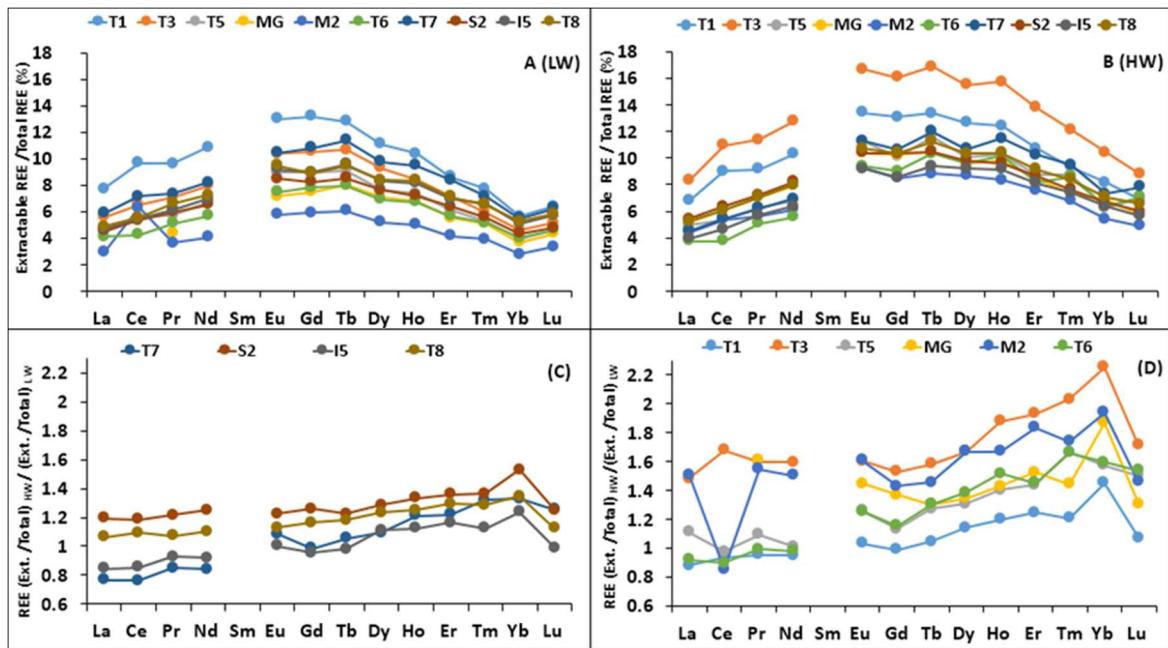 T1 T3 T5 MG M2 T6 T7 S2 I5 T8
A (LW)
Extractable REE /Total REE (%)
18
16
14
12
10
8
6
4
2
0
La Ce Pr Nd Sm Eu Gd Tb Dy Ho Er Tm Yb Lu
T1 T3 T5 MG M2 T6 T7 S2 I5 T8
B (HW)
Extractable REE /Total REE (%)
18
16
14
12
10
8
6
4
2
0
La Ce Pr Nd Sm Eu Gd Tb Dy Ho Er Tm Yb Lu
T7 S2 I5 T8
(C)
REE (Ext. /Total) HW / (Ext. /Total) LW
2.2
2
1.8
1.6
1.4
1.2
1
0.8
0.6
La Ce Pr Nd Sm Eu Gd Tb Dy Ho Er Tm Yb Lu
T1 T3 T5 MG M2 T6
(D)
REE (Ext. /Total) HW / (Ext. /Total) LW
2.2
2
1.8
1.6
1.4
1.2
1
0.8
0.6
La Ce Pr Nd Sm Eu Gd Tb Dy Ho Er Tm Yb Lu